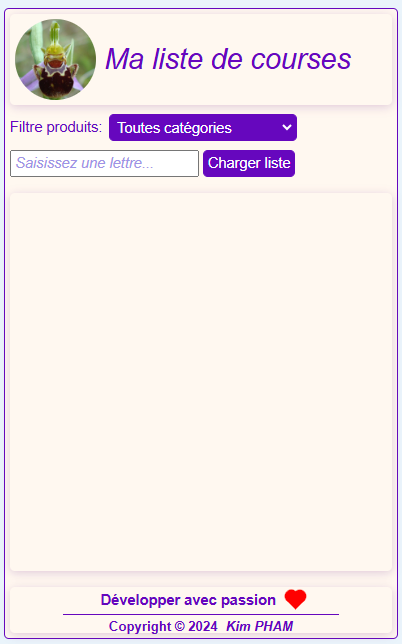 Ma liste de courses
Filtre produits: Toutes catégories
Saisissez une lettre... Charger liste
Développer avec passion
Copyright © 2024 Kim PHAM